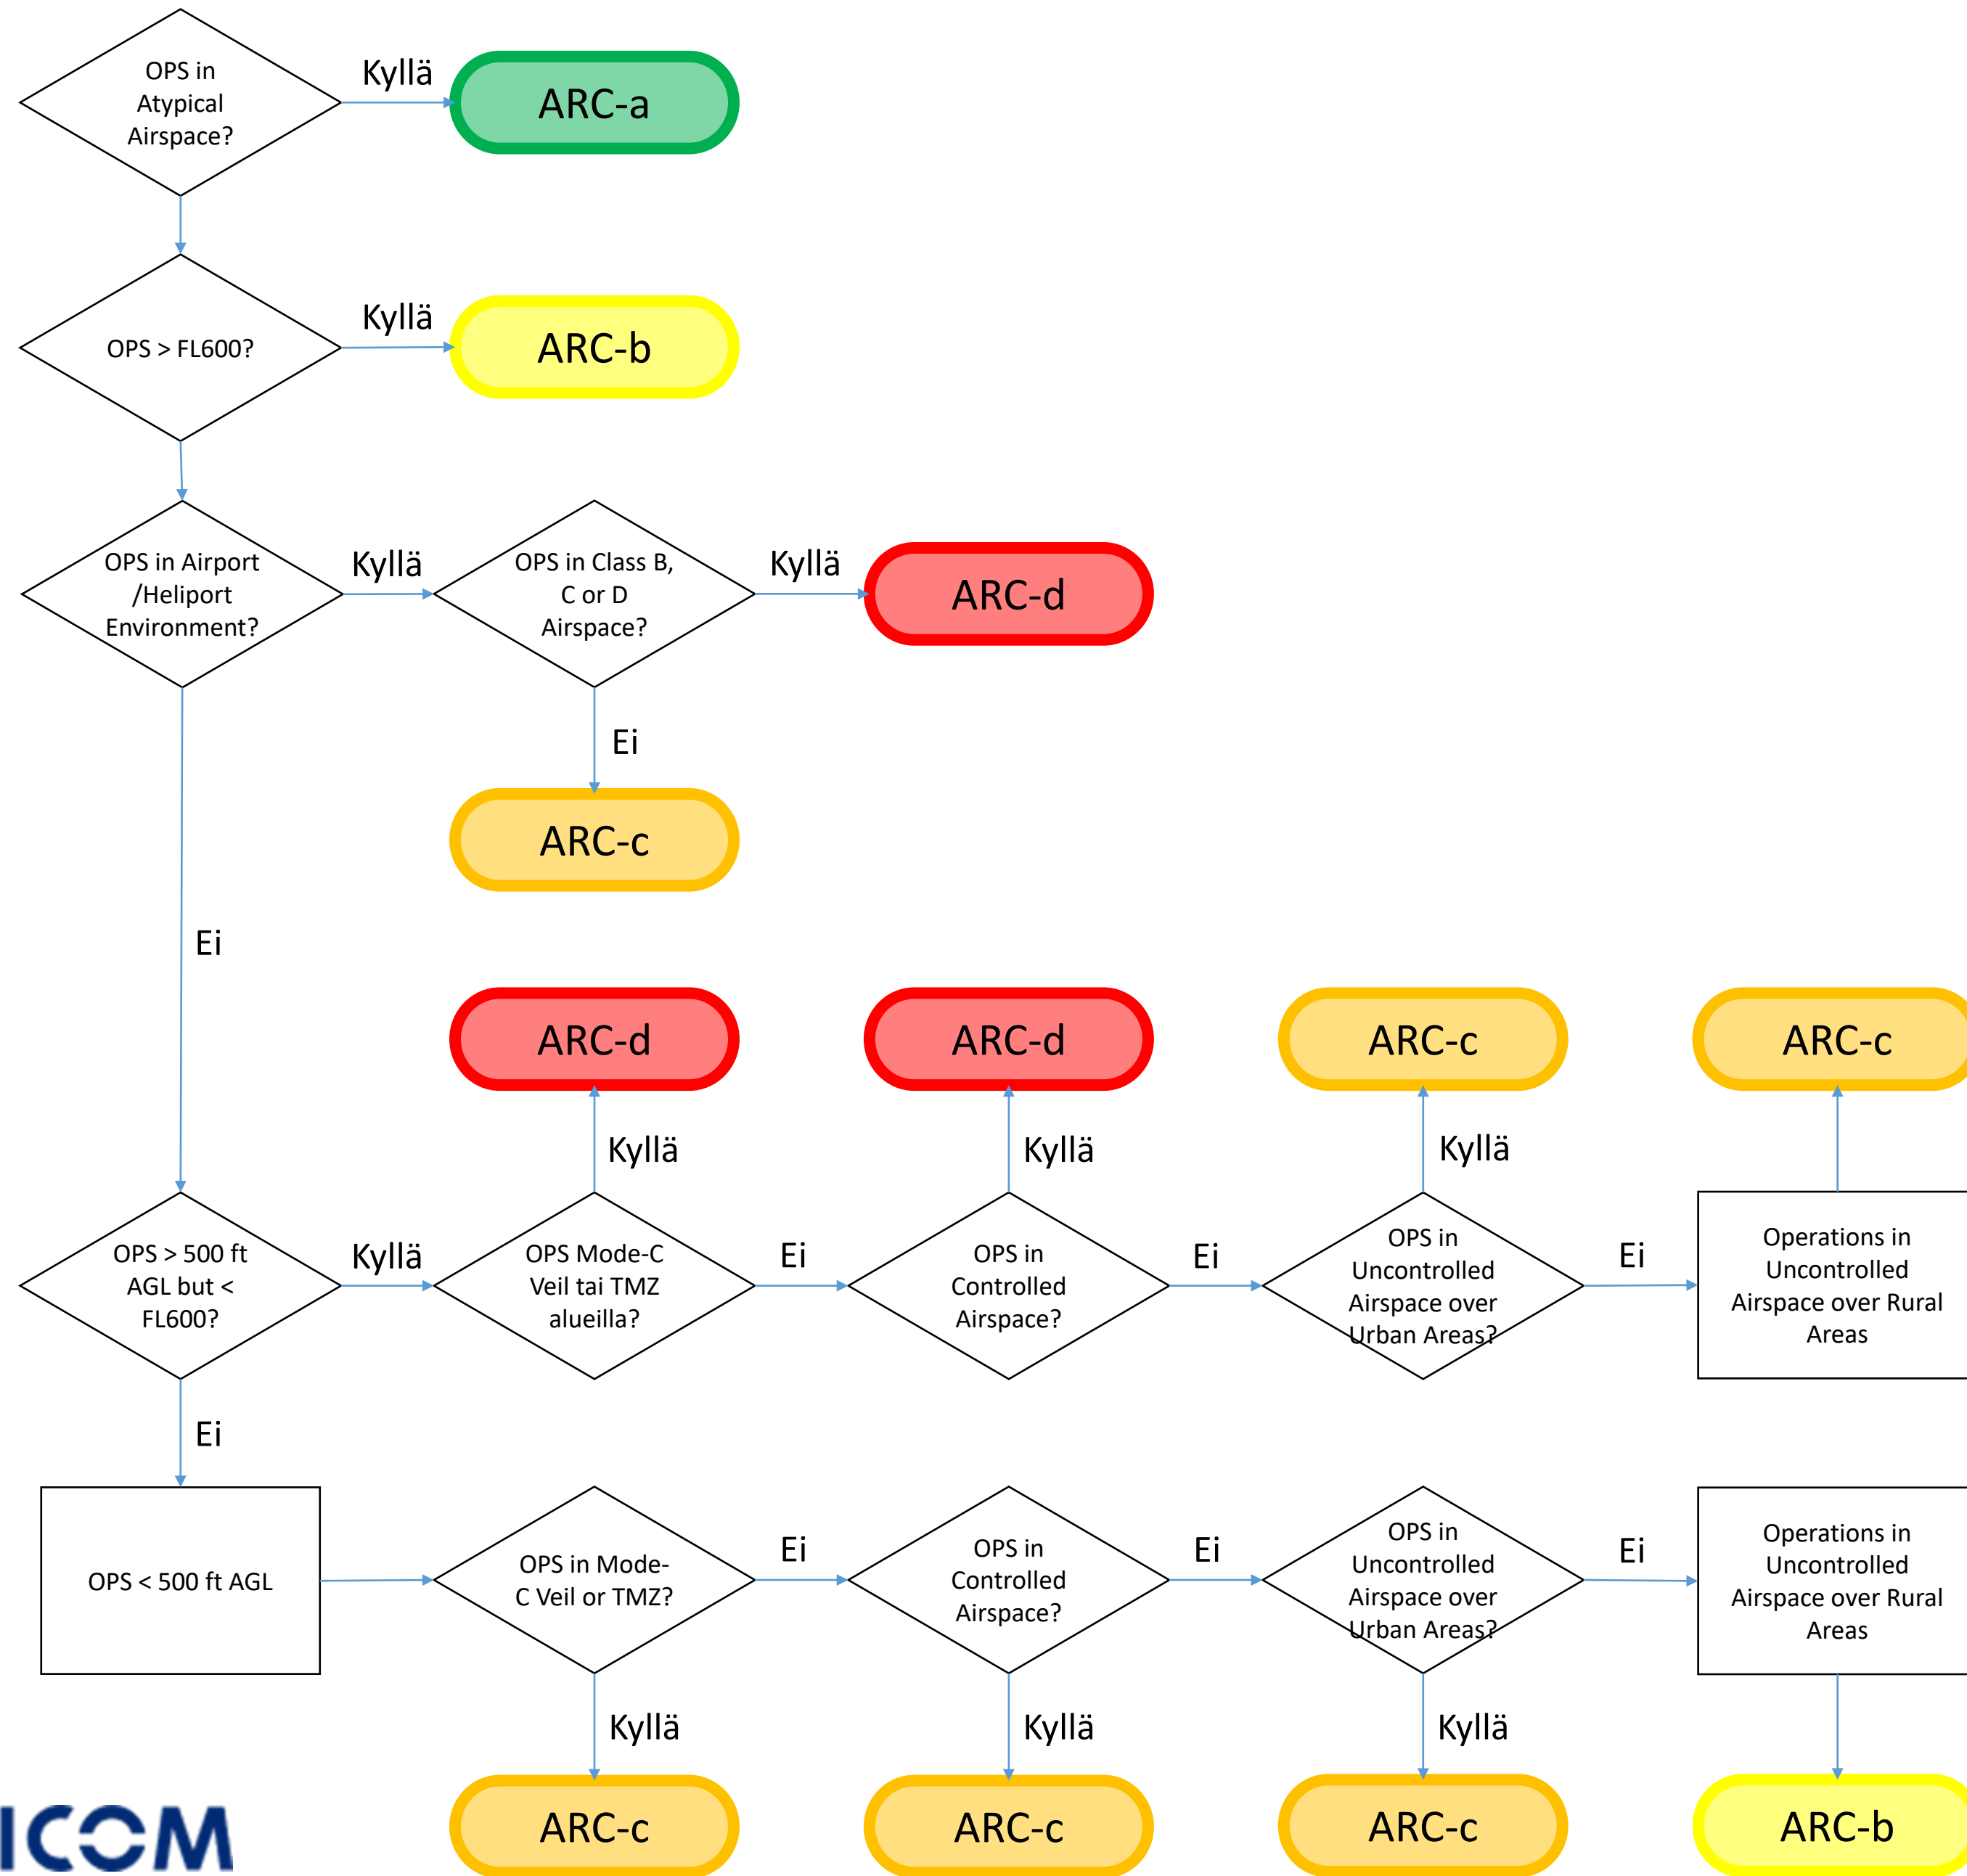 OPS in
Atypical
Airspace?
Kyllä
ARC-a
OPS > FL600?
Kyllä
ARC-b
OPS in Airport
/Heliport
Environment?
Kyllä
OPS in Class B,
C or D
Airspace?
Kyllä
ARC-d
Ei
ARC-c
Ei
ARC-d
ARC-d
ARC-c
ARC-c
Kyllä
Kyllä
Kyllä
OPS > 500 ft
AGL but <
FL600?
Kyllä
OPS Mode-C
Veil tai TMZ
alueilla?
Ei
OPS in
Controlled
Airspace?
Ei
OPS in
Uncontrolled
Airspace over
Urban Areas?
Ei
Operations in
Uncontrolled
Airspace over Rural
Areas
Ei
OPS < 500 ft AGL
OPS in Mode-
C Veil or TMZ?
Ei
OPS in
Controlled
Airspace?
Ei
OPS in
Uncontrolled
Airspace over
Urban Areas?
Ei
Operations in
Uncontrolled
Airspace over Rural
Areas
Kyllä
Kyllä
Kyllä
ARC-c
ARC-c
ARC-c
ARC-b
ICOM